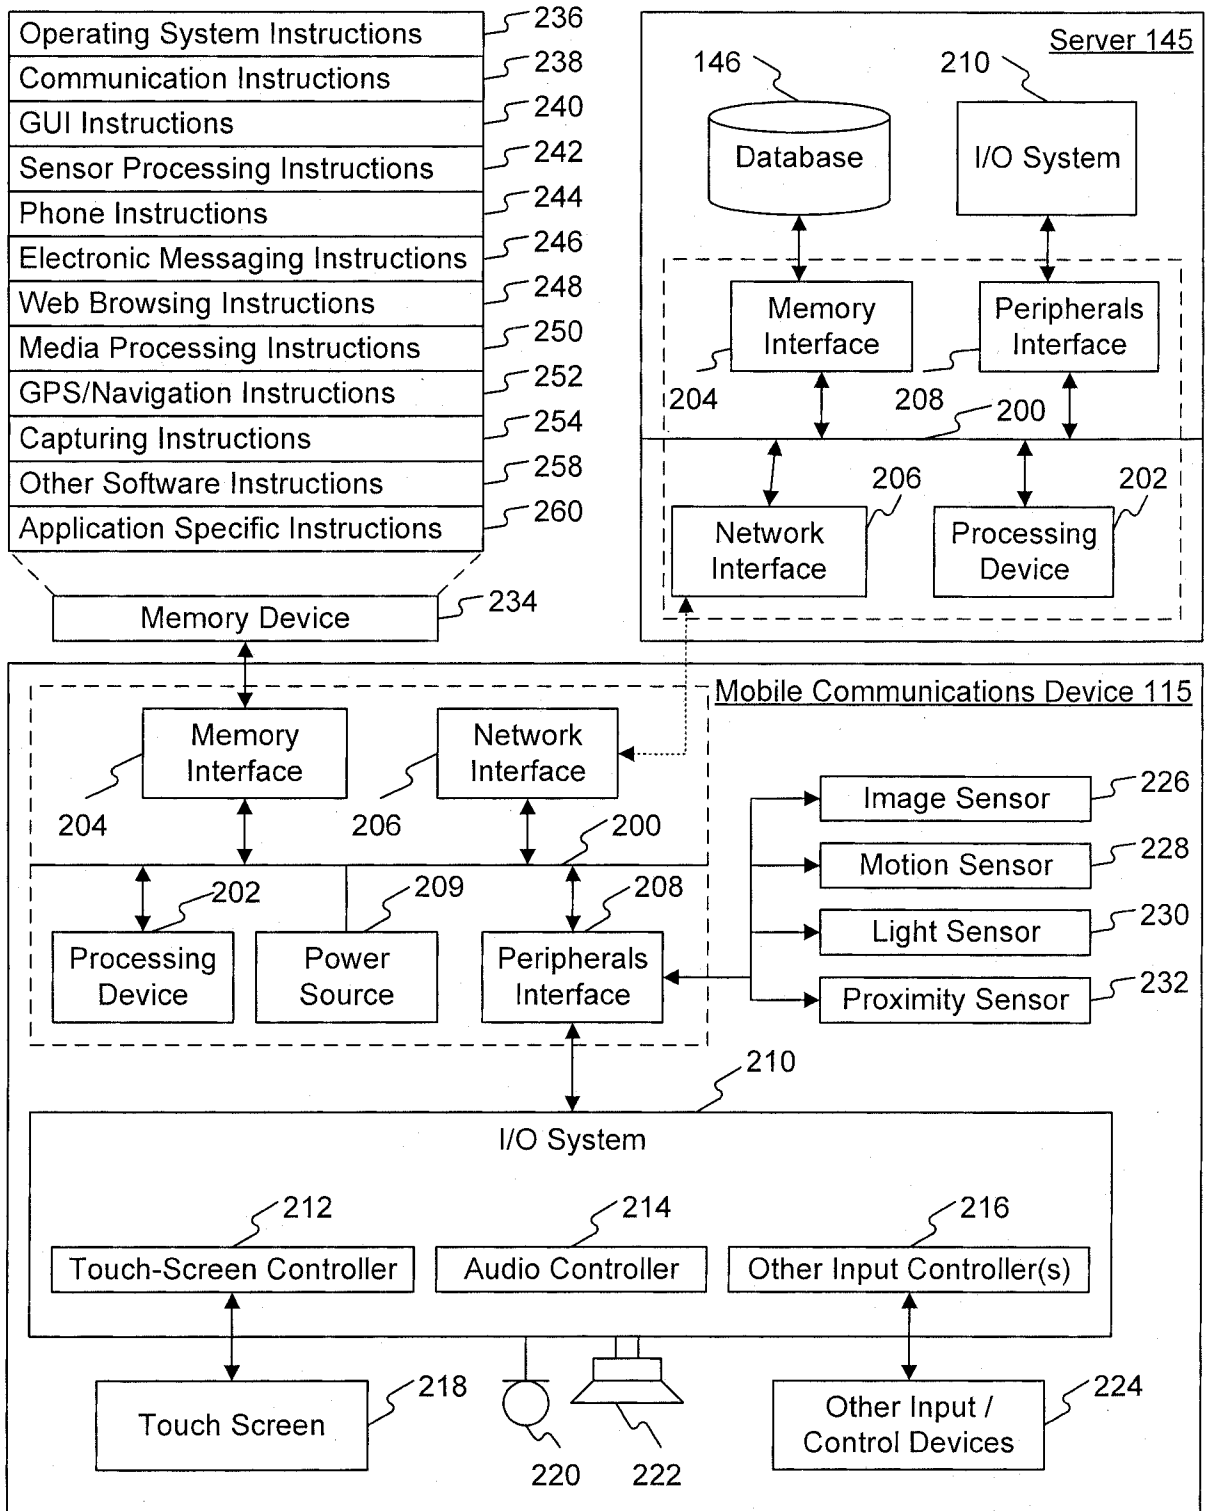 Operating System Instructions 236
Communication Instructions 238
GUI Instructions 240
Sensor Processing Instructions 242
Phone Instructions 244
Electronic Messaging Instructions 246
Web Browsing Instructions 248
Media Processing Instructions 250
GPS/Navigation Instructions 252
Capturing Instructions 254
Other Software Instructions 258
Application Specific Instructions 260
Memory Device 234
Server 145
146
210
Database
I/O System
Memory
Interface
Peripherals
Interface
204
208
200
206
202
Network
Interface
Processing
Device
Mobile Communications Device 115
Memory
Interface
Network
Interface
204
206
200
202
209
208
Processing
Device
Power
Source
Peripherals
Interface
Image Sensor 226
Motion Sensor 228
Light Sensor 230
Proximity Sensor 232
210
I/O System
212
214
216
Touch-Screen Controller
Audio Controller
Other Input Controller(s)
Touch Screen
218
220
222
Other Input /
Control Devices
224